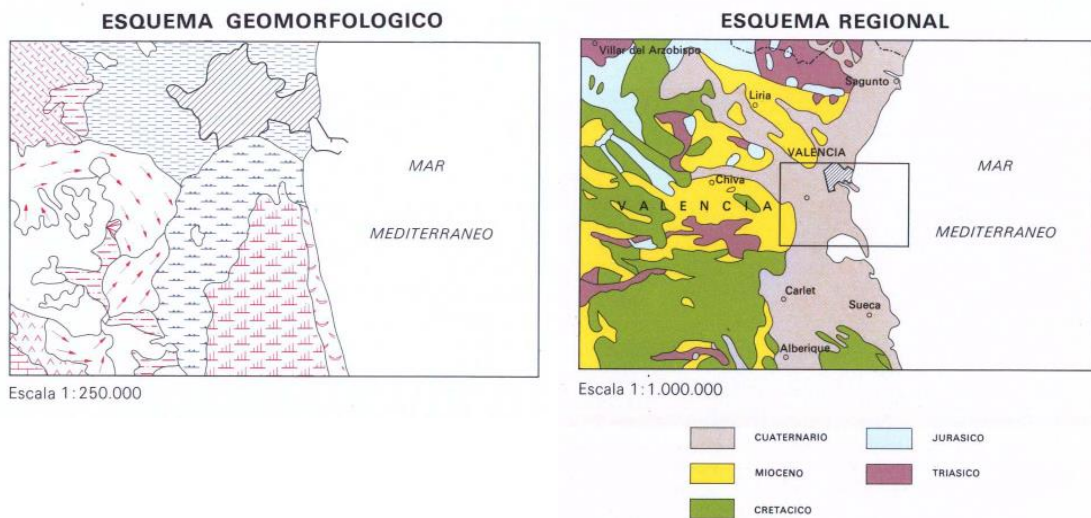 ESQUEMA GEOMORFOLOGICO
MAR
MEDITERRANEO
Escala 1:250.000
ESQUEMA REGIONAL
Villar del Arzobispo
Sagunto
Liria
VALENCIA
MAR
Chiva
VALENCIA
MEDITERRANEO
Carlet
Sueca
Alberique
Escala 1:1.000.000
CUATERNARIO
JURASICO
MIOCENO
TRIASICO
CRETACICO